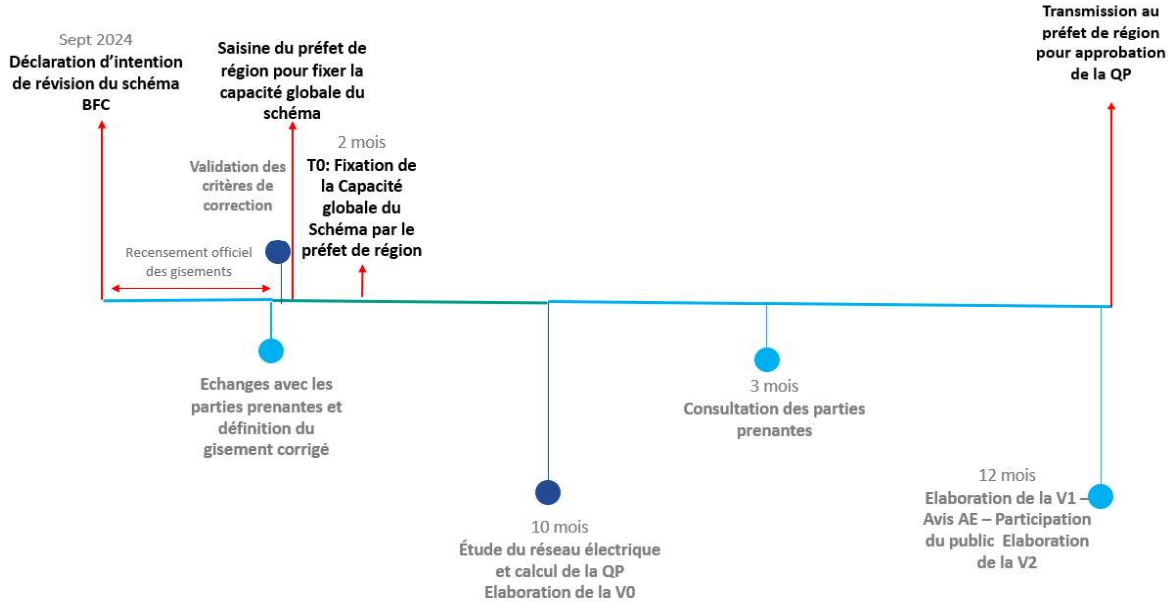 Sept 2024
Déclaration d’intention
de révision du schéma
BFC
Saisine du préfet de
région pour fixer la
capacité globale du
schéma
Transmission au
préfet de région
pour approbation
de la QP
Validation des
critères de
correction
2 mois
T0: Fixation de
la Capacité
globale du
Schéma par le
préfet de région
Recensement officiel
des gisements
Echanges avec les
parties prenantes et
définition du
gisement corrigé
3 mois
Consultation des parties
prenantes
10 mois
Étude du réseau électrique
et calcul de la QP
Elaboration de la V0
12 mois
Elaboration de la V1 –
Avis AE – Participation
du public Elaboration
de la V2